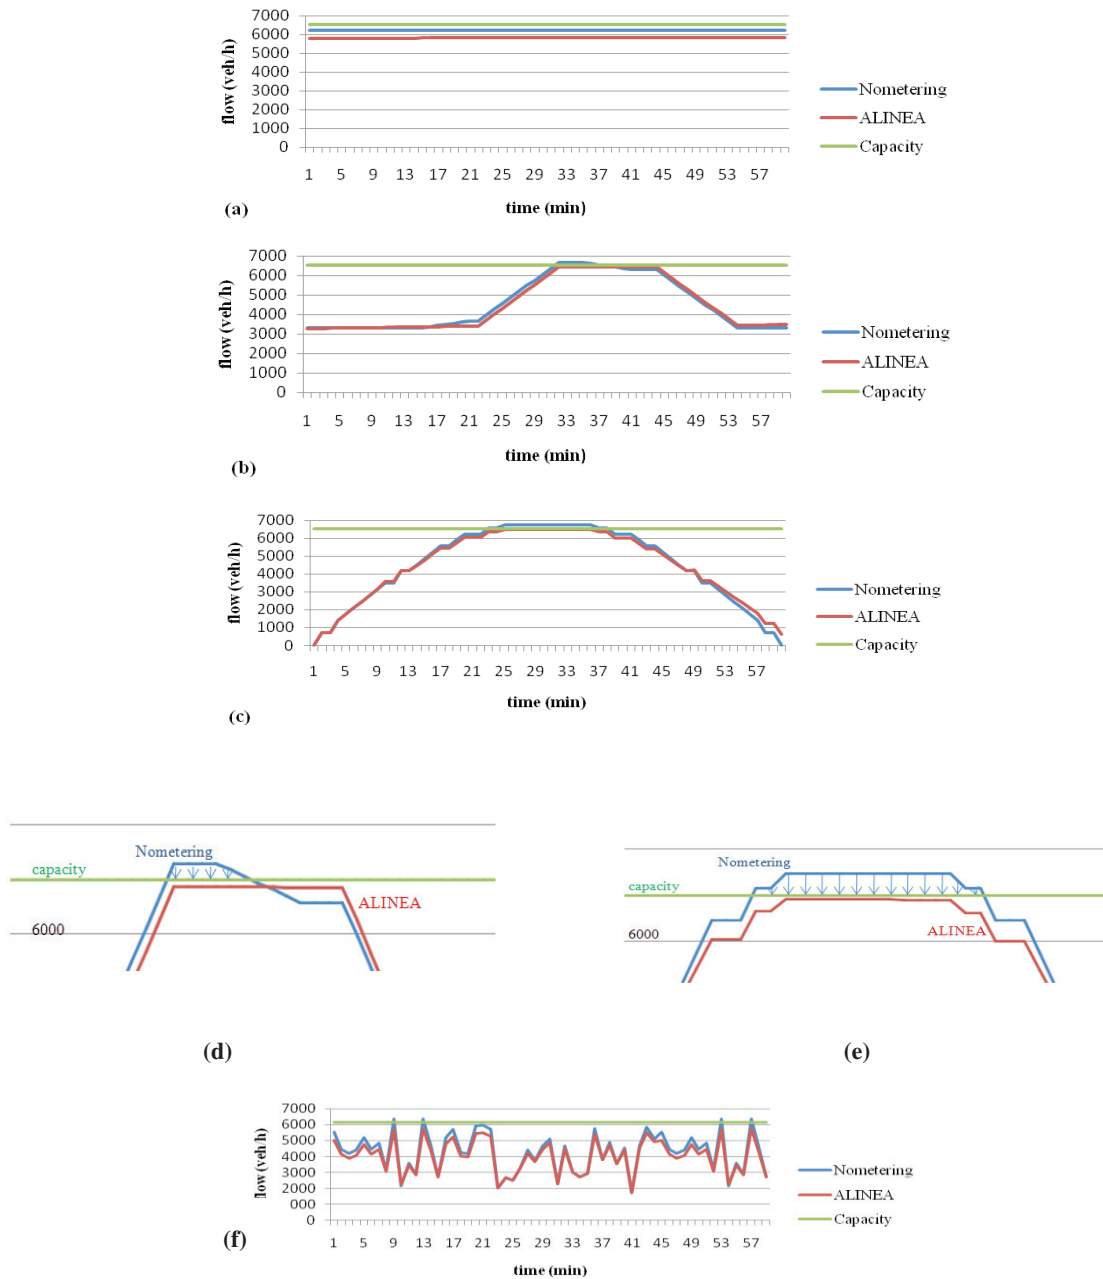 7000
6000
5000
4000
3000
2000
1000
0
flow (veh/h)
1 5 9 13 17 21 25 29 33 37 41 45 49 53 57
time (min)
Nometering
ALINEA
Capacity
(a)
7000
6000
5000
4000
3000
2000
1000
0
flow (veh/h)
1 5 9 13 17 21 25 29 33 37 41 45 49 53 57
time (min)
Nometering
ALINEA
Capacity
(b)
7000
6000
5000
4000
3000
2000
1000
0
flow (veh/h)
1 5 9 13 17 21 25 29 33 37 41 45 49 53 57
time (min)
Nometering
ALINEA
Capacity
(c)
Nometering
capacity
ALINEA
6000
(d)
Nometering
capacity
ALINEA
6000
(e)
7000
6000
5000
4000
3000
2000
1000
0
flow (veh/h)
1 5 9 13 17 21 25 29 33 37 41 45 49 53 57
time (min)
Nometering
ALINEA
Capacity
(f)